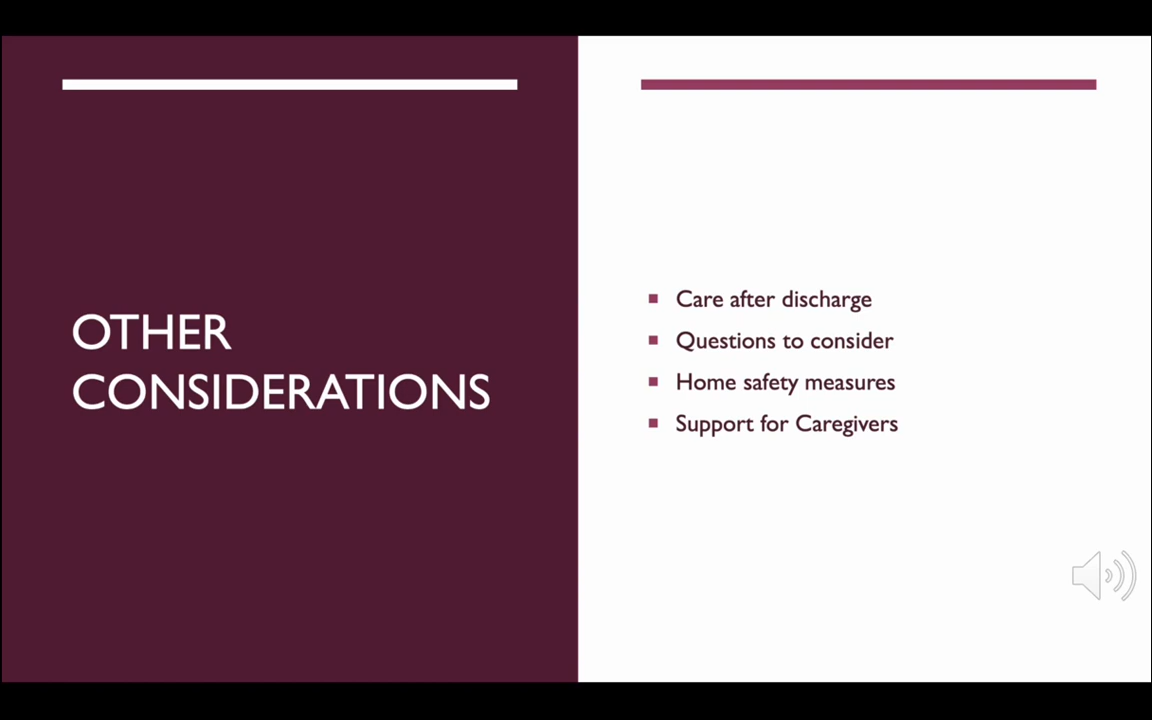 OTHER
CONSIDERATIONS
Care after discharge
Questions to consider
Home safety measures
Support for Caregivers